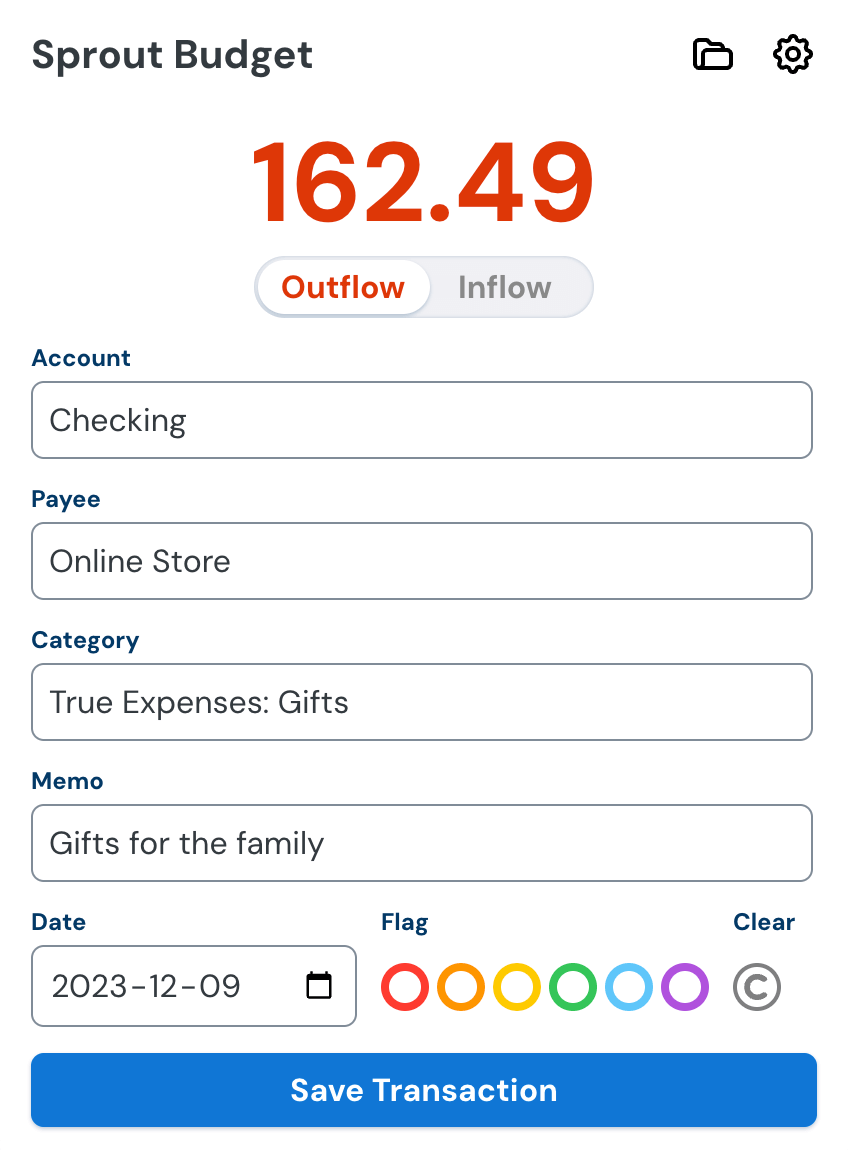 Sprout Budget
162.49
Outflow Inflow
Account
Checking
Payee
Online Store
Category
True Expenses: Gifts
Memo
Gifts for the family
Date Flag Clear
2023-12-09 C
Save Transaction